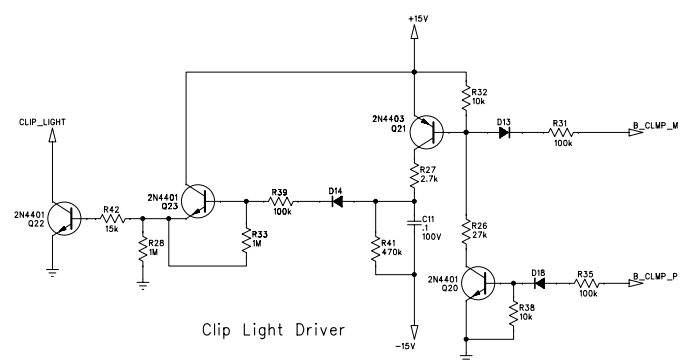 +15V
CLIP_LIGHT
R32
10k
2N4403
Q21
D13
R31
100k
B_CLMP_M
R27
2.7k
2N4401
Q23
R39
100k
D14
2N4401
Q22
R42
15k
R28
1M
R33
1M
R41
470k
C11
.1
100V
R26
27k
2N4401
Q20
D18
R35
100k
B_CLMP_P
R38
10k
Clip Light Driver
-15V